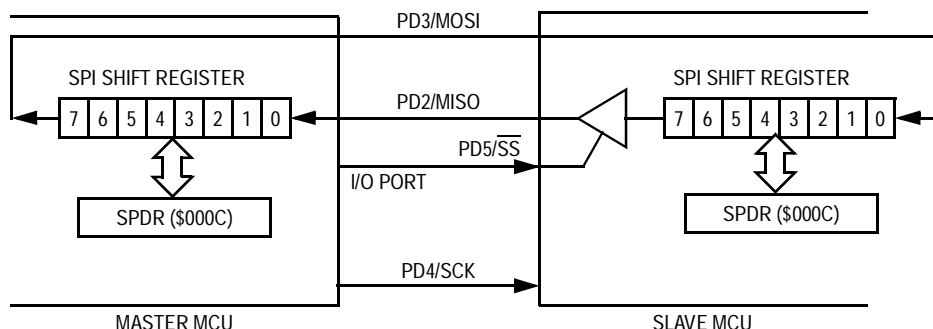 PD3/MOSI
SPI SHIFT REGISTER
SPI SHIFT REGISTER
7 6 5 4 3 2 1 0
PD2/MISO
7 6 5 4 3 2 1 0
PD5/SS
I/O PORT
SPDR ($000C)
SPDR ($000C)
PD4/SCK
MASTER MCU
SLAVE MCU